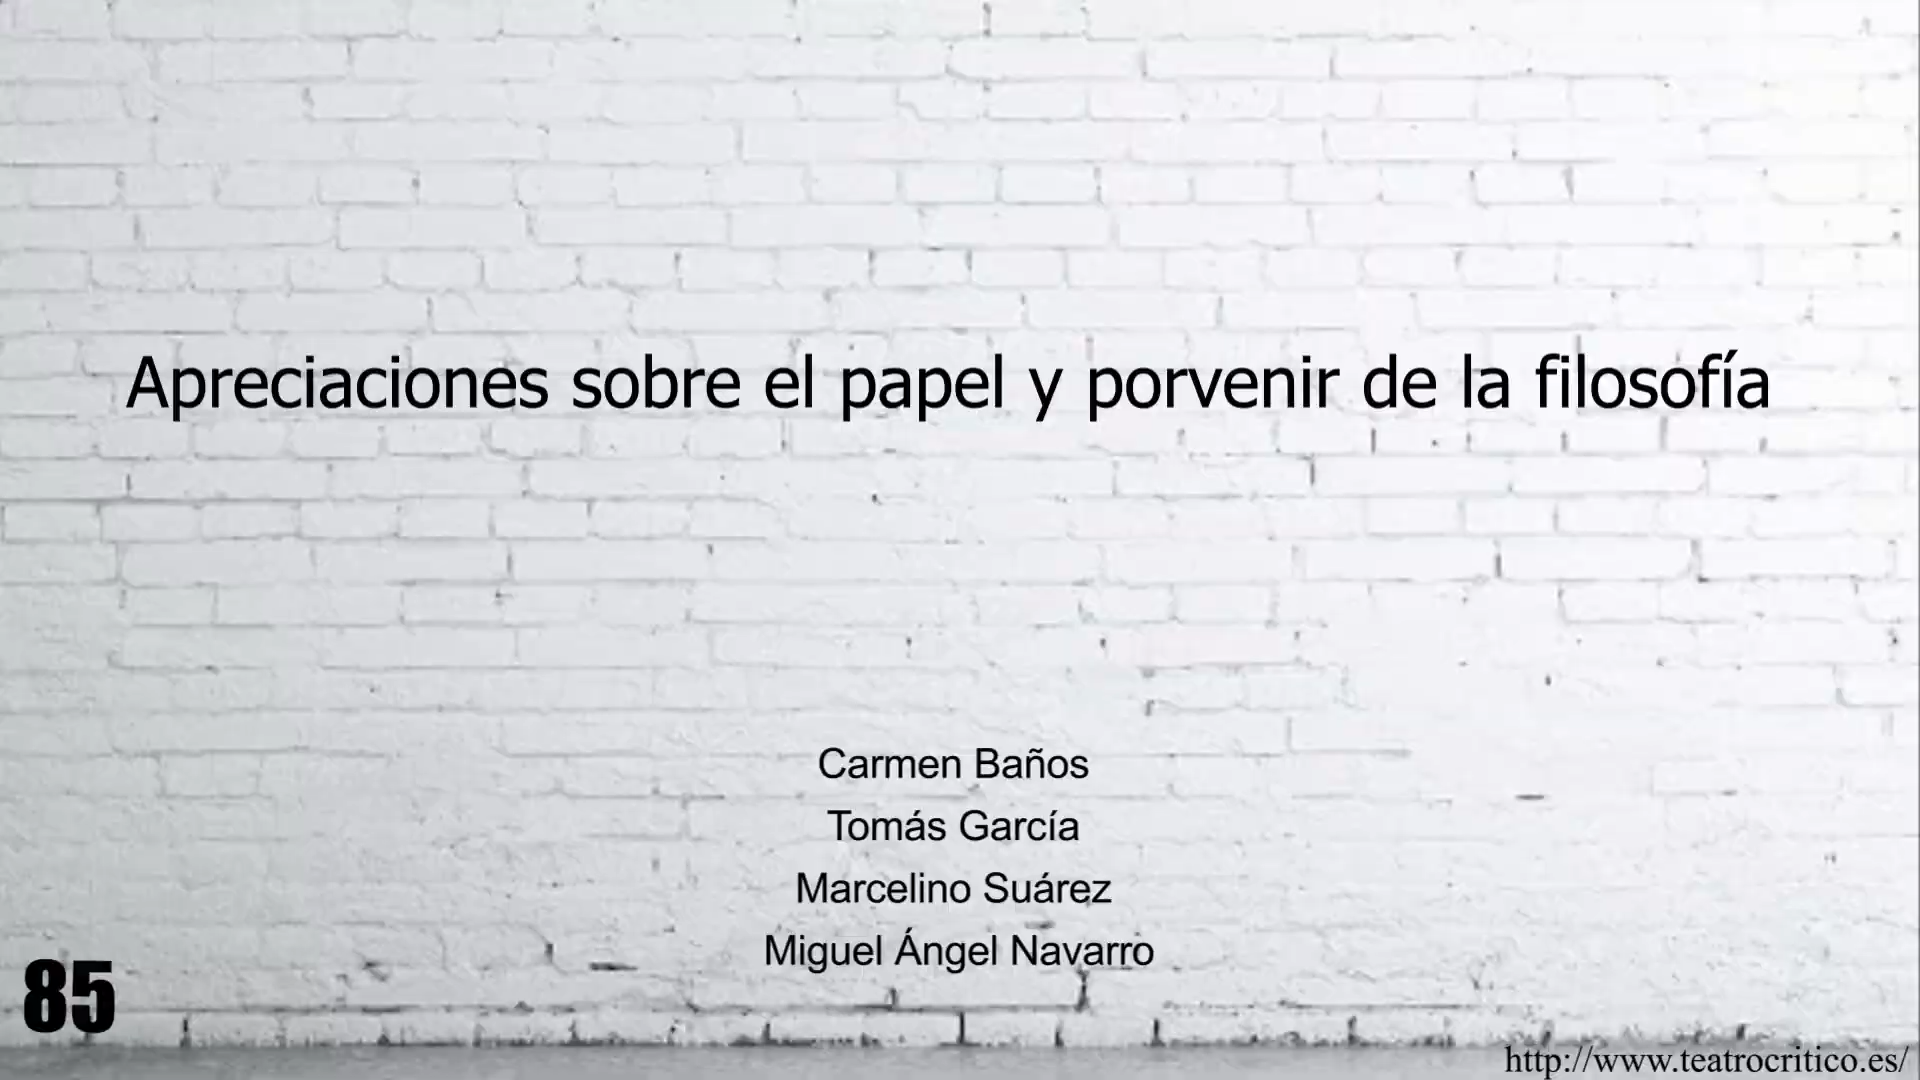 Apreciaciones sobre el papel y porvenir de la filosofía
Carmen Baños
Tomás García
Marcelino Suárez
Miguel Ángel Navarro
85
http://www.teatrocritico.es/